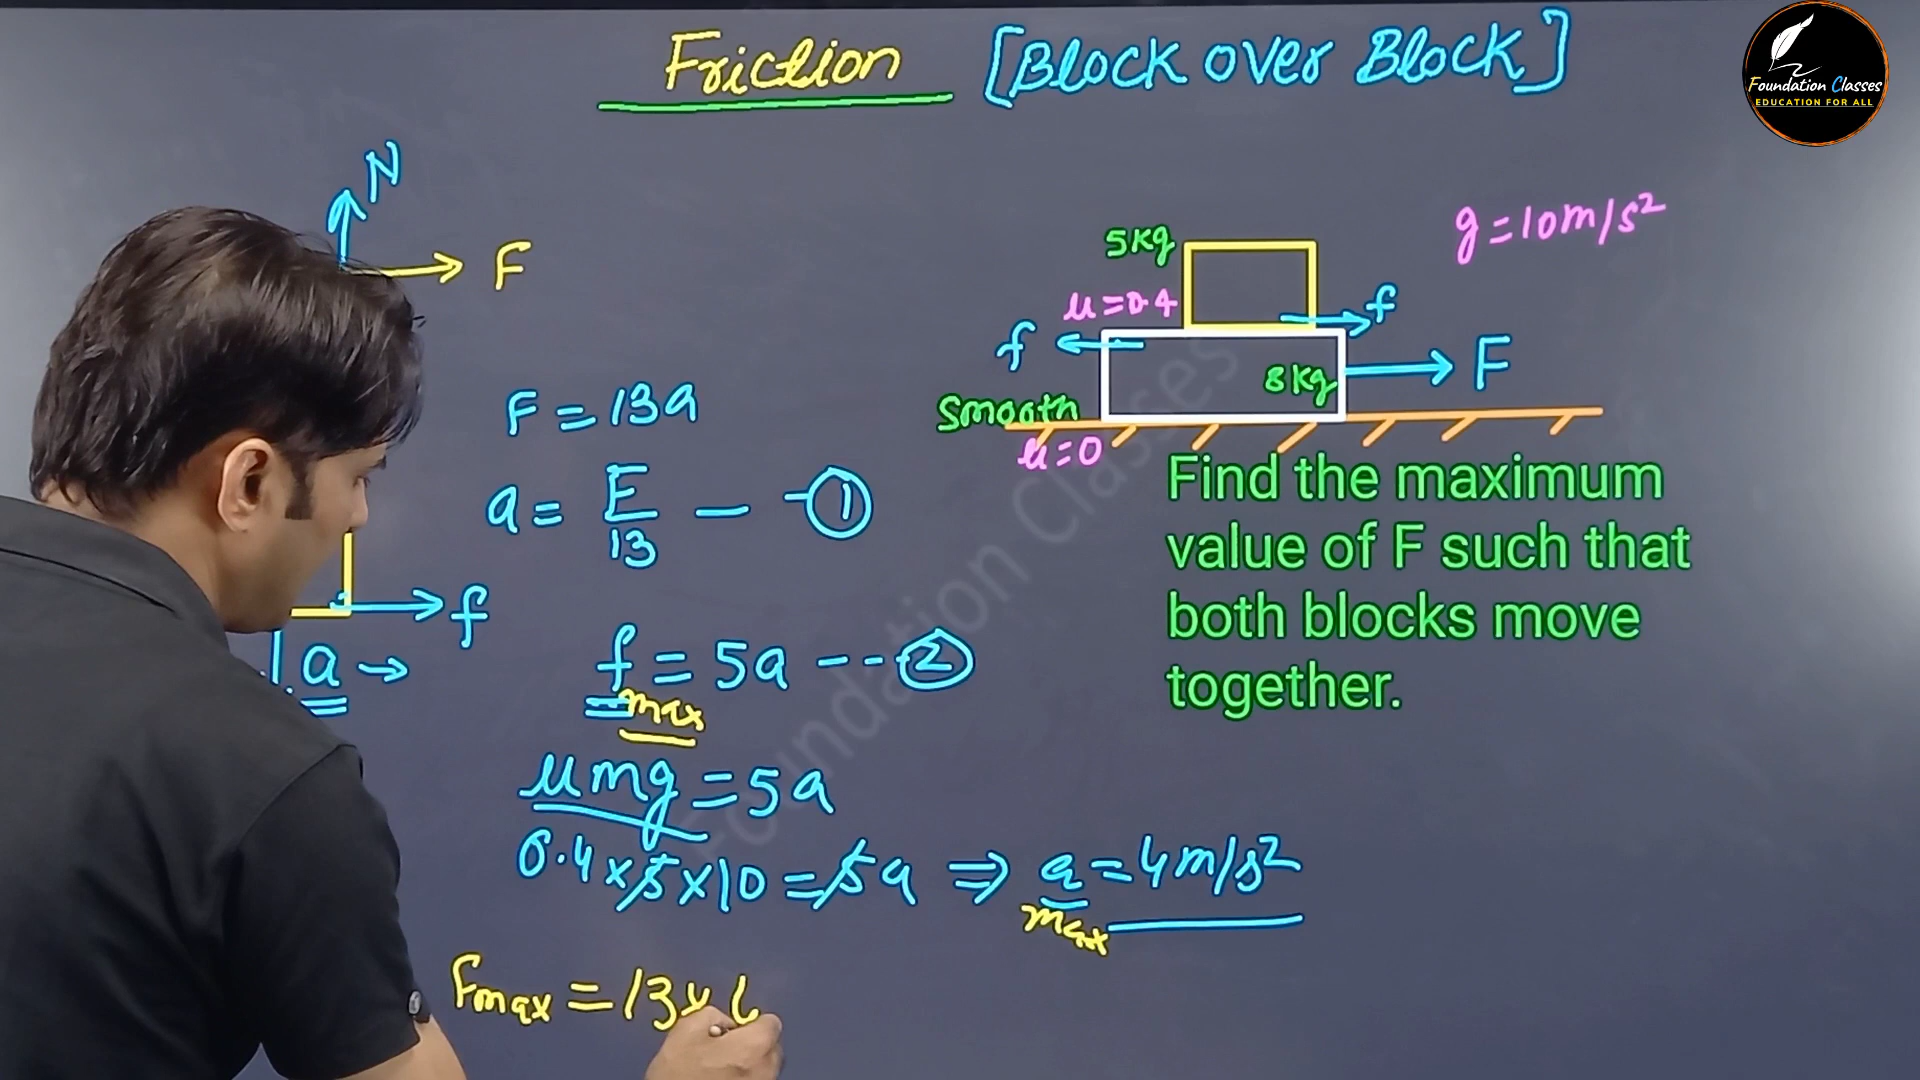 Friction [Block over Block]
Foundation Classes
EDUCATION FOR ALL
N
F
F = 13a
a = F/13 — - ①
f
a →
f = 5a --- ②
max
μmg = 5a
0.4×5×10 = 5a ⇒ a = 4m/s²
max
Fmax = 13×
g = 10m/s²
5kg
μ=0.4
f
f
8kg
F
Smooth
μ=0
Find the maximum
value of F such that
both blocks move
together.
Foundation Classes